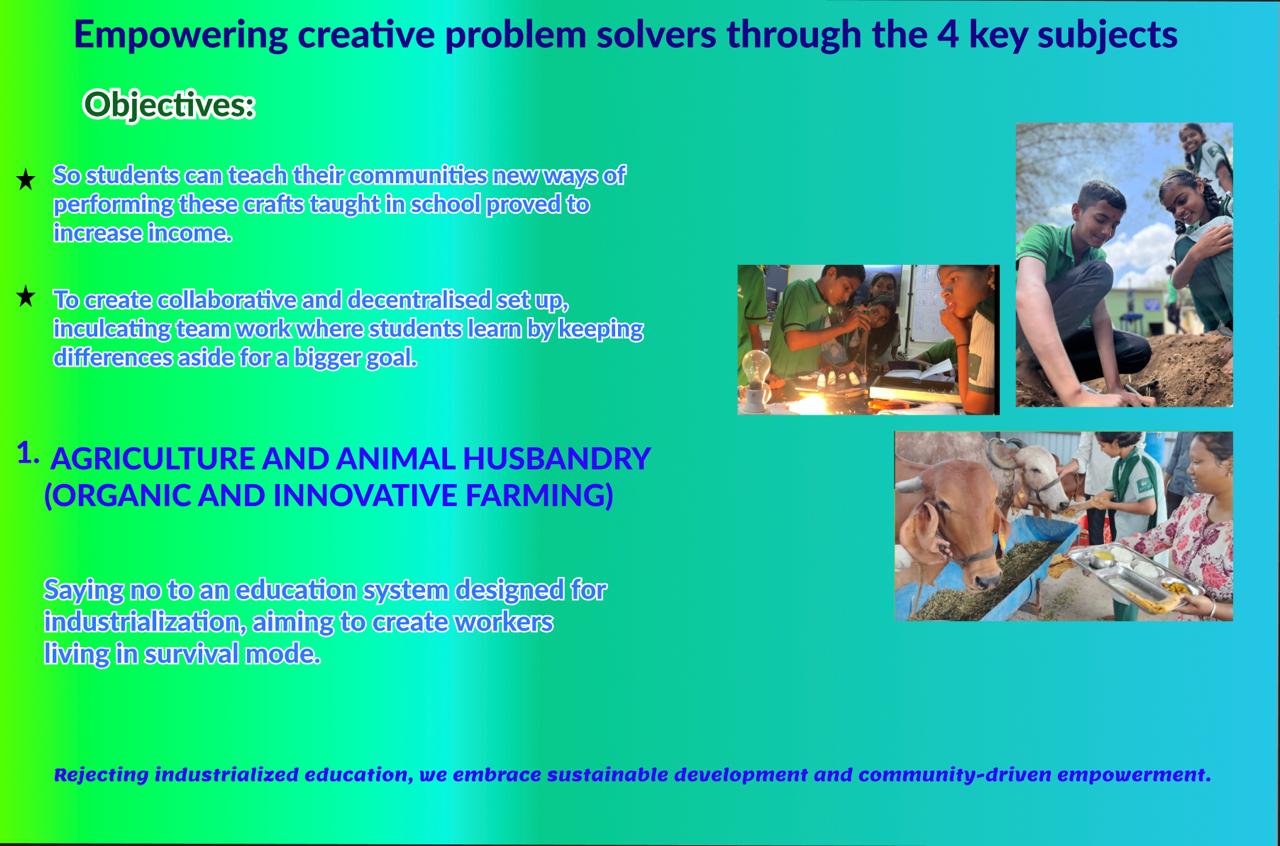 Empowering creative problem solvers through the 4 key subjects
Objectives:
★ So students can teach their communities new ways of
performing these crafts taught in school proved to
increase income.
★ To create collaborative and decentralised set up,
inculcating team work where students learn by keeping
differences aside for a bigger goal.
1. AGRICULTURE AND ANIMAL HUSBANDRY
(ORGANIC AND INNOVATIVE FARMING)
Saying no to an education system designed for
industrialization, aiming to create workers
living in survival mode.
Rejecting industrialized education, we embrace sustainable development and community-driven empowerment.